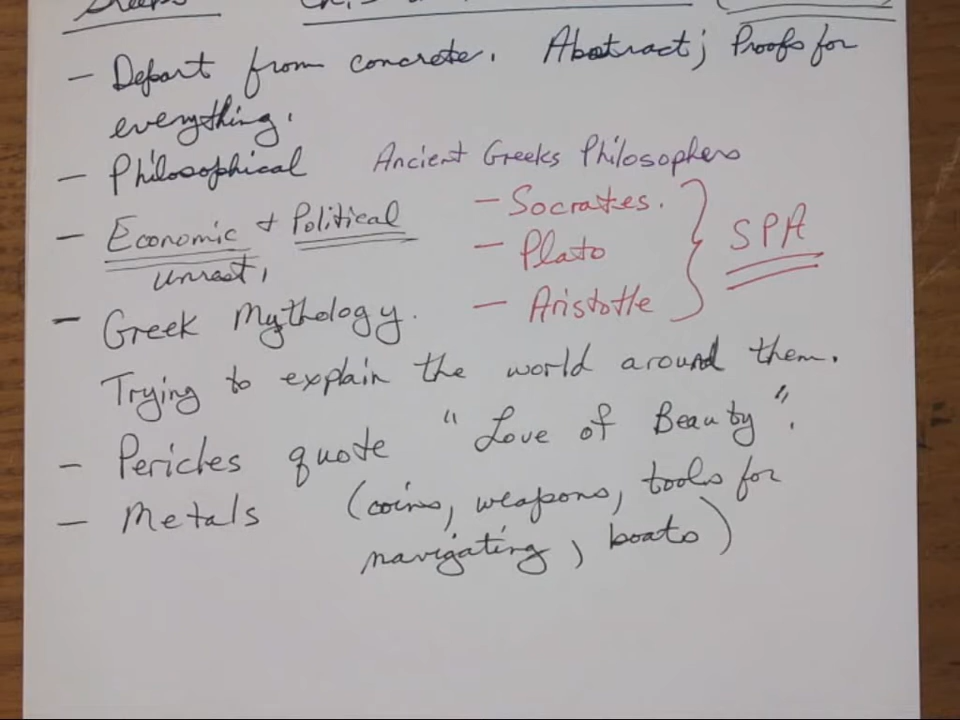 - Depart from concrete. Abstract; Proofs for
everything.
- Philosophical Ancient Greeks Philosophers
- Economic + Political - Socrates.
unrest, - Plato SPA
- Greek Mythology. - Aristotle
Trying to explain the world around them.
- Pericles quote "Love of Beauty".
- Metals (coins, weapons, tools for
navigating, boats)